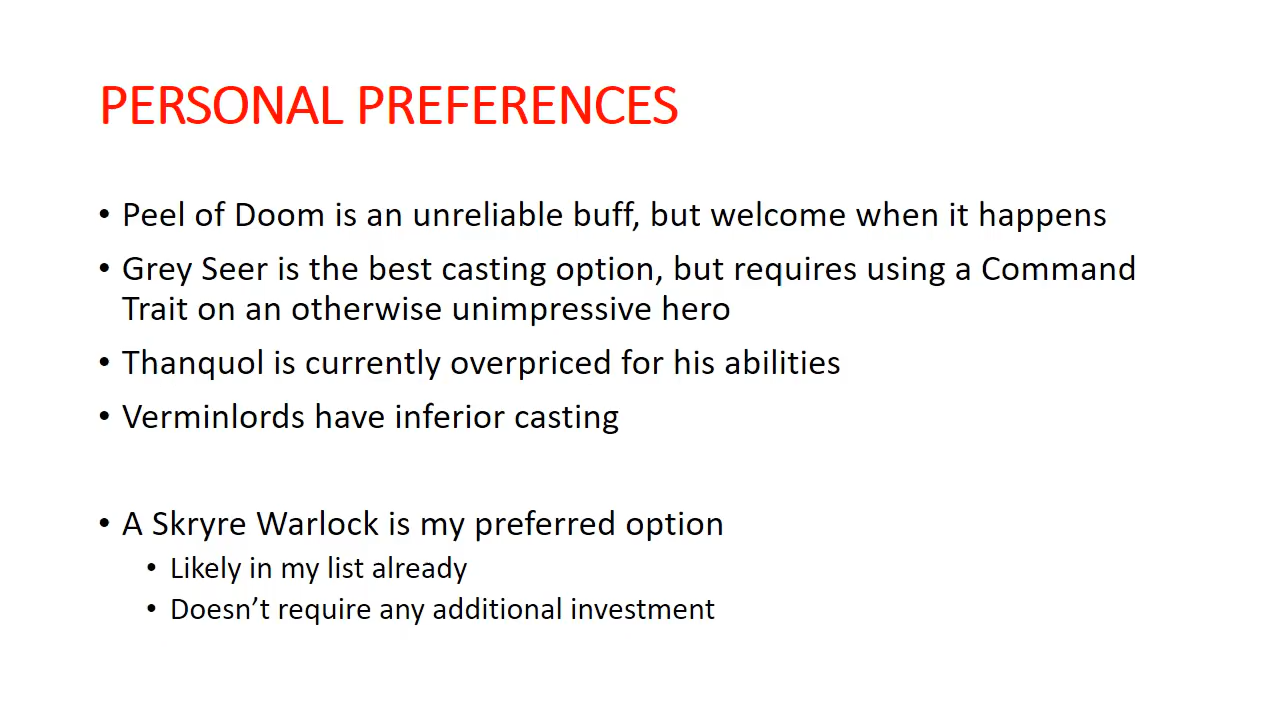 PERSONAL PREFERENCES
• Peel of Doom is an unreliable buff, but welcome when it happens
• Grey Seer is the best casting option, but requires using a Command
Trait on an otherwise unimpressive hero
• Thanquol is currently overpriced for his abilities
• Verminlords have inferior casting
• A Skryre Warlock is my preferred option
• Likely in my list already
• Doesn’t require any additional investment